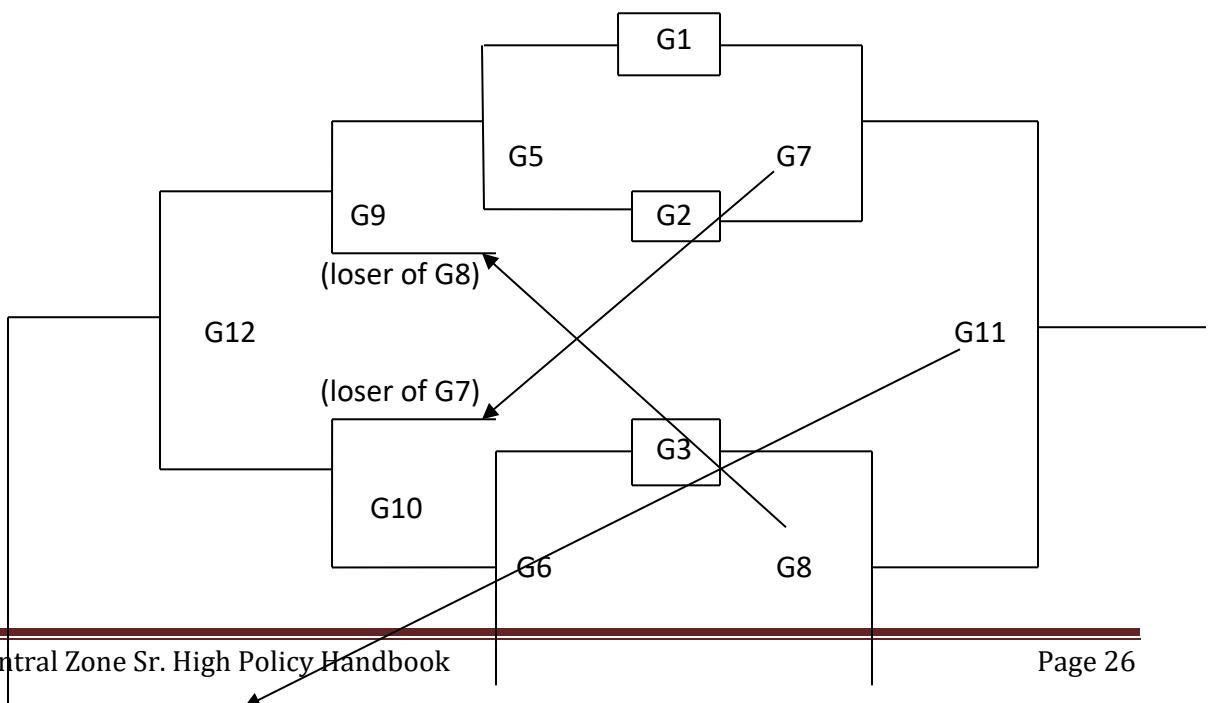 G1
G5 G7
G9 G2
(loser of G8)
G12 G11
(loser of G7)
G3
G10
G6 G8
ntral Zone Sr. High Policy Handbook Page 26